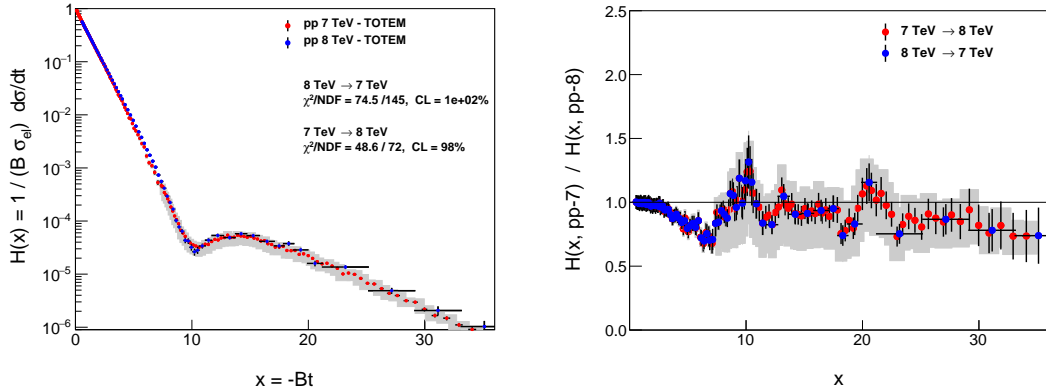 H(x) = 1 / (B σel) dσ/dt
1
10⁻¹
10⁻²
10⁻³
10⁻⁴
10⁻⁵
10⁻⁶
pp 7 TeV - TOTEM
pp 8 TeV - TOTEM
8 TeV → 7 TeV
χ²/NDF = 74.5 /145, CL = 1e+02%
7 TeV → 8 TeV
χ²/NDF = 48.6 / 72, CL = 98%
0 10 20 30
x = -Bt
H(x, pp-7) / H(x, pp-8)
2.5
2.0
1.5
1.0
0.5
0.0
7 TeV → 8 TeV
8 TeV → 7 TeV
10 20 30
x